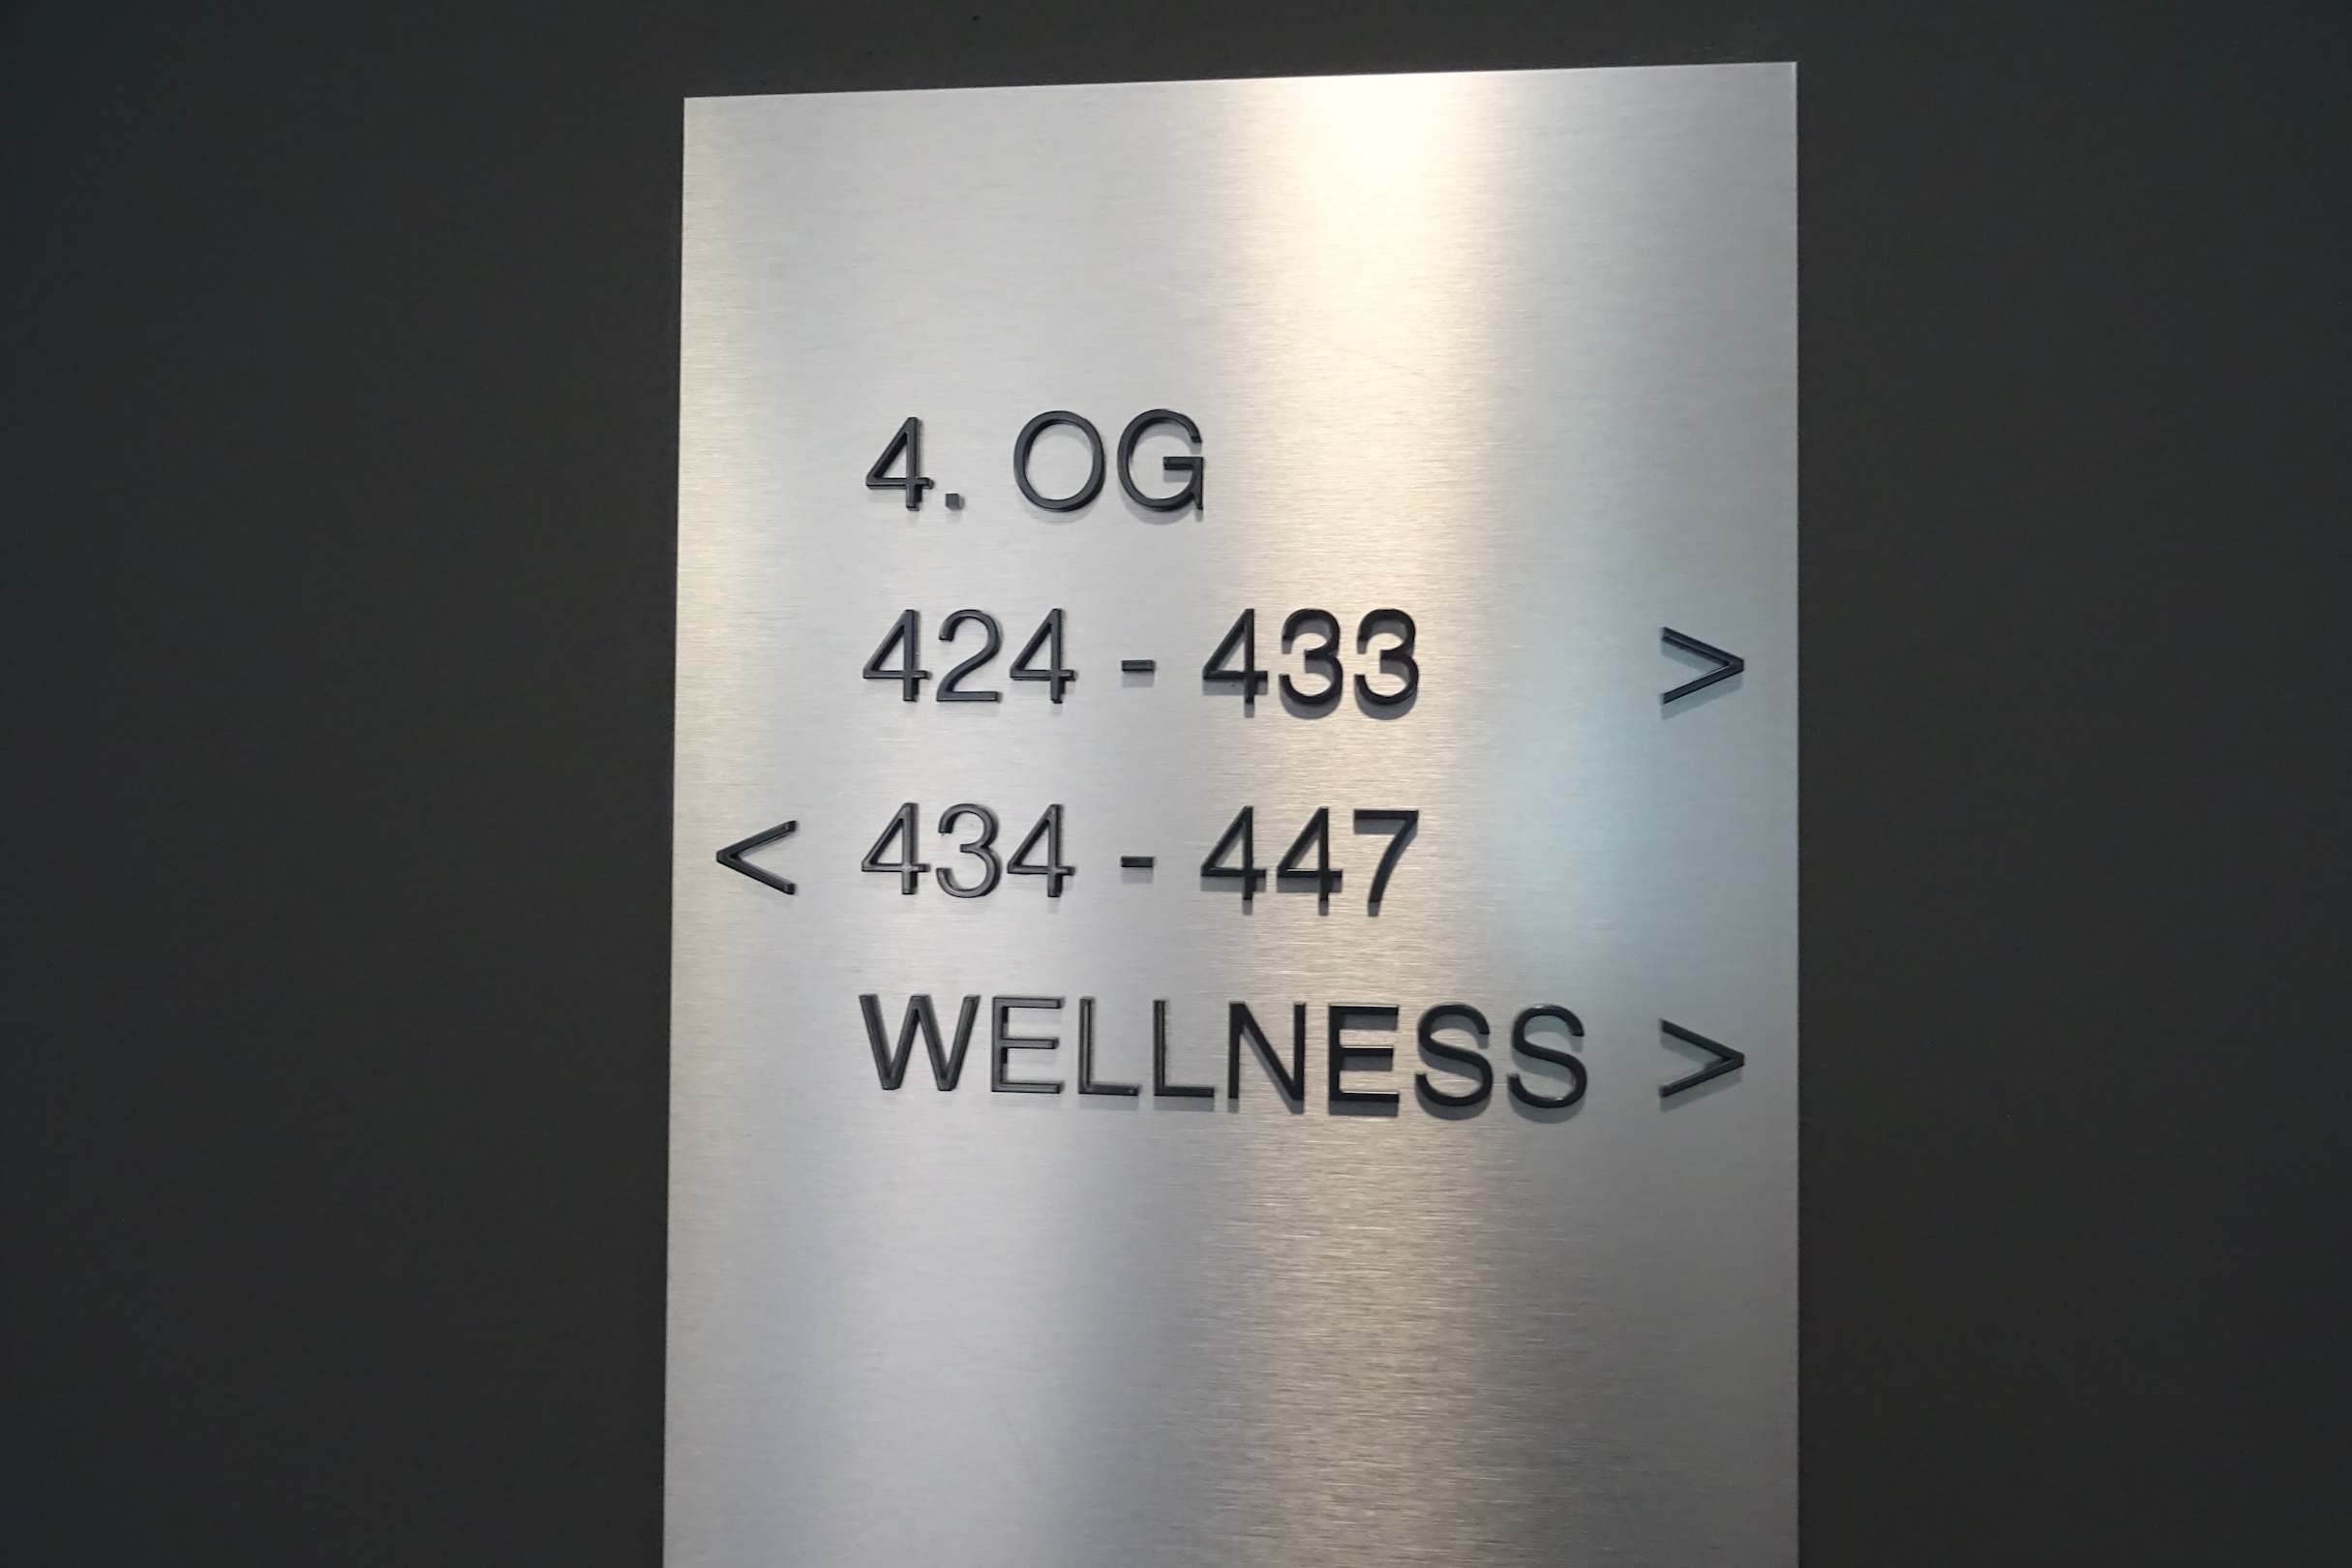 4. OG
424 - 433 >
< 434 - 447
WELLNESS >